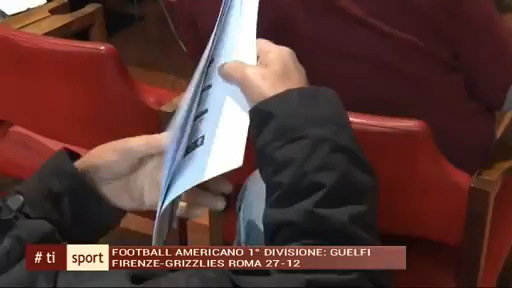 #ti sport
FOOTBALL AMERICANO 1° DIVISIONE: GUELFI
FIRENZE-GRIZZLIES ROMA 27-12